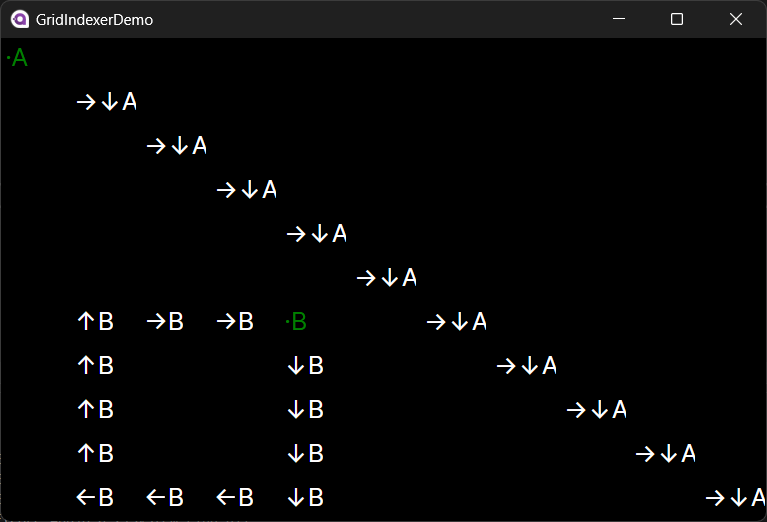 GridIndexerDemo
·A
→↓A
→↓A
→↓A
→↓A
→↓A
↑B →B →B ·B →↓A
↑B ↓B →↓A
↑B ↓B →↓A
↑B ↓B →↓A
←B ←B ←B ↓B →↓A